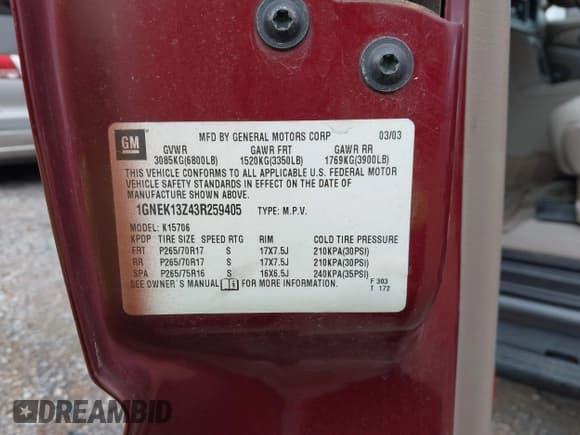 GM
MFD BY GENERAL MOTORS CORP 03/03
GVWR GAWR FRT GAWR RR
3085KG(6800LB) 1520KG(3350LB) 1769KG(3900LB)
THIS VEHICLE CONFORMS TO ALL APPLICABLE U.S. FEDERAL MOTOR
VEHICLE SAFETY STANDARDS IN EFFECT ON THE DATE OF
MANUFACTURE SHOWN ABOVE.
1GNEK13Z43R259405 TYPE: M.P.V.
MODEL: K15706
KPDP TIRE SIZE SPEED RTG RIM COLD TIRE PRESSURE
FRT P265/70R17 S 17X7.5J 210KPA(30PSI)
RR P265/70R17 S 17X7.5J 210KPA(30PSI)
SPA P265/75R16 S 16X6.5J 240KPA(35PSI)
SEE OWNER'S MANUAL FOR MORE INFORMATION. F 303
T 172
DREAMBID